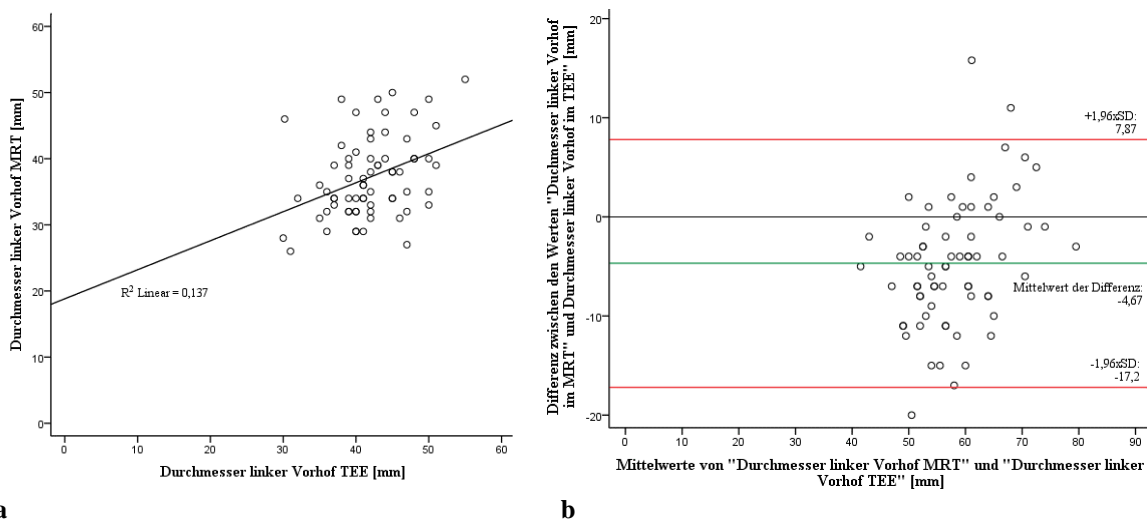 Durchmesser linker Vorhof MRT [mm]
60
50
40
30
20
10
0
R² Linear = 0,137
0 10 20 30 40 50 60
Durchmesser linker Vorhof TEE [mm]
a
Differenz zwischen den Werten "Duchmesser linker Vorhof
im MRT" und Durchmesser linker Vorhof im TEE" [mm]
20
10
0
-10
-20
+1,96xSD:
7,87
Mittelwert der Differenz:
-4,67
-1,96xSD:
-17,2
0 10 20 30 40 50 60 70 80 90
Mittelwerte von "Durchmesser linker Vorhof MRT" und "Durchmesser linker
Vorhof TEE" [mm]
b